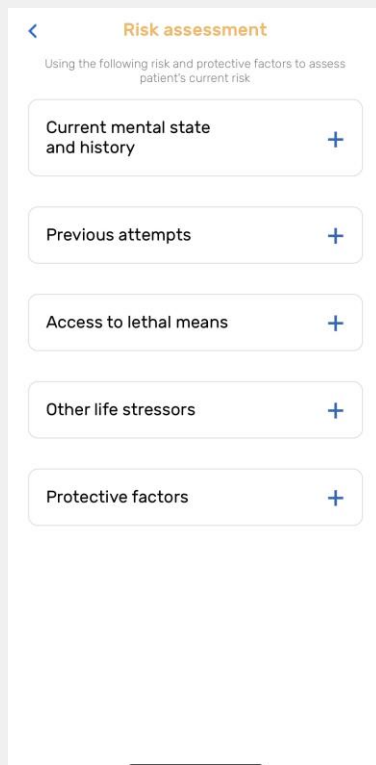 Risk assessment
Using the following risk and protective factors to assess
patient's current risk
Current mental state
and history
Previous attempts
Access to lethal means
Other life stressors
Protective factors